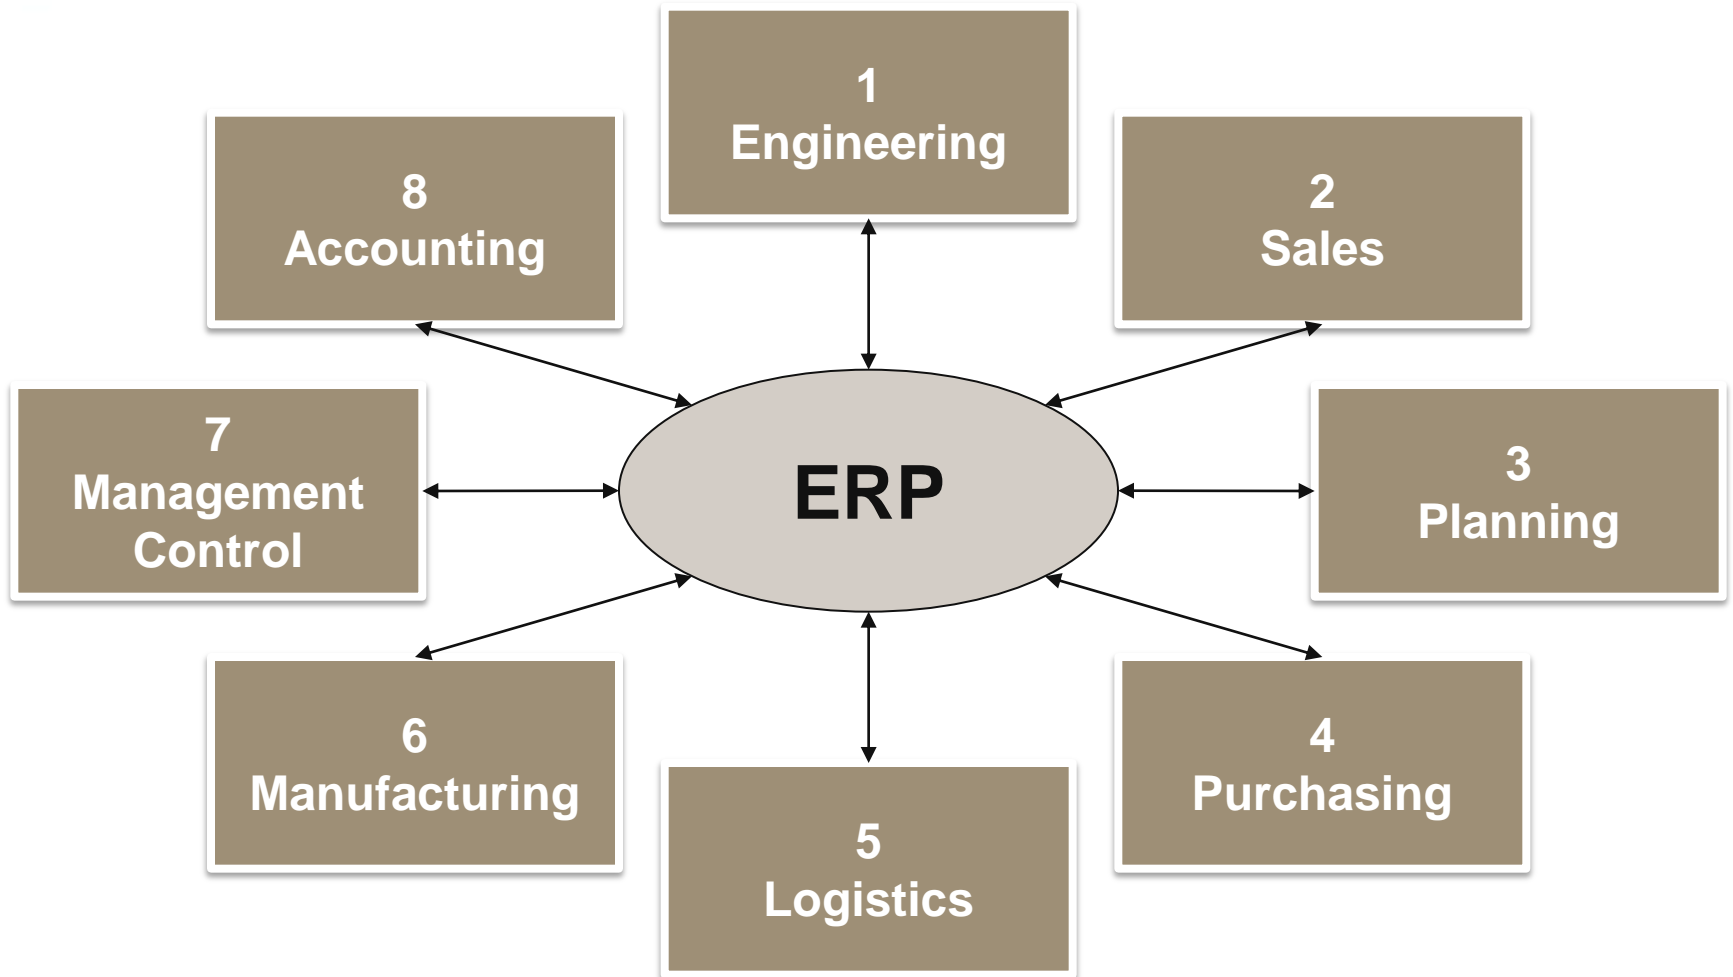 1
Engineering
2
Sales
3
Planning
4
Purchasing
5
Logistics
6
Manufacturing
7
Management
Control
8
Accounting
ERP